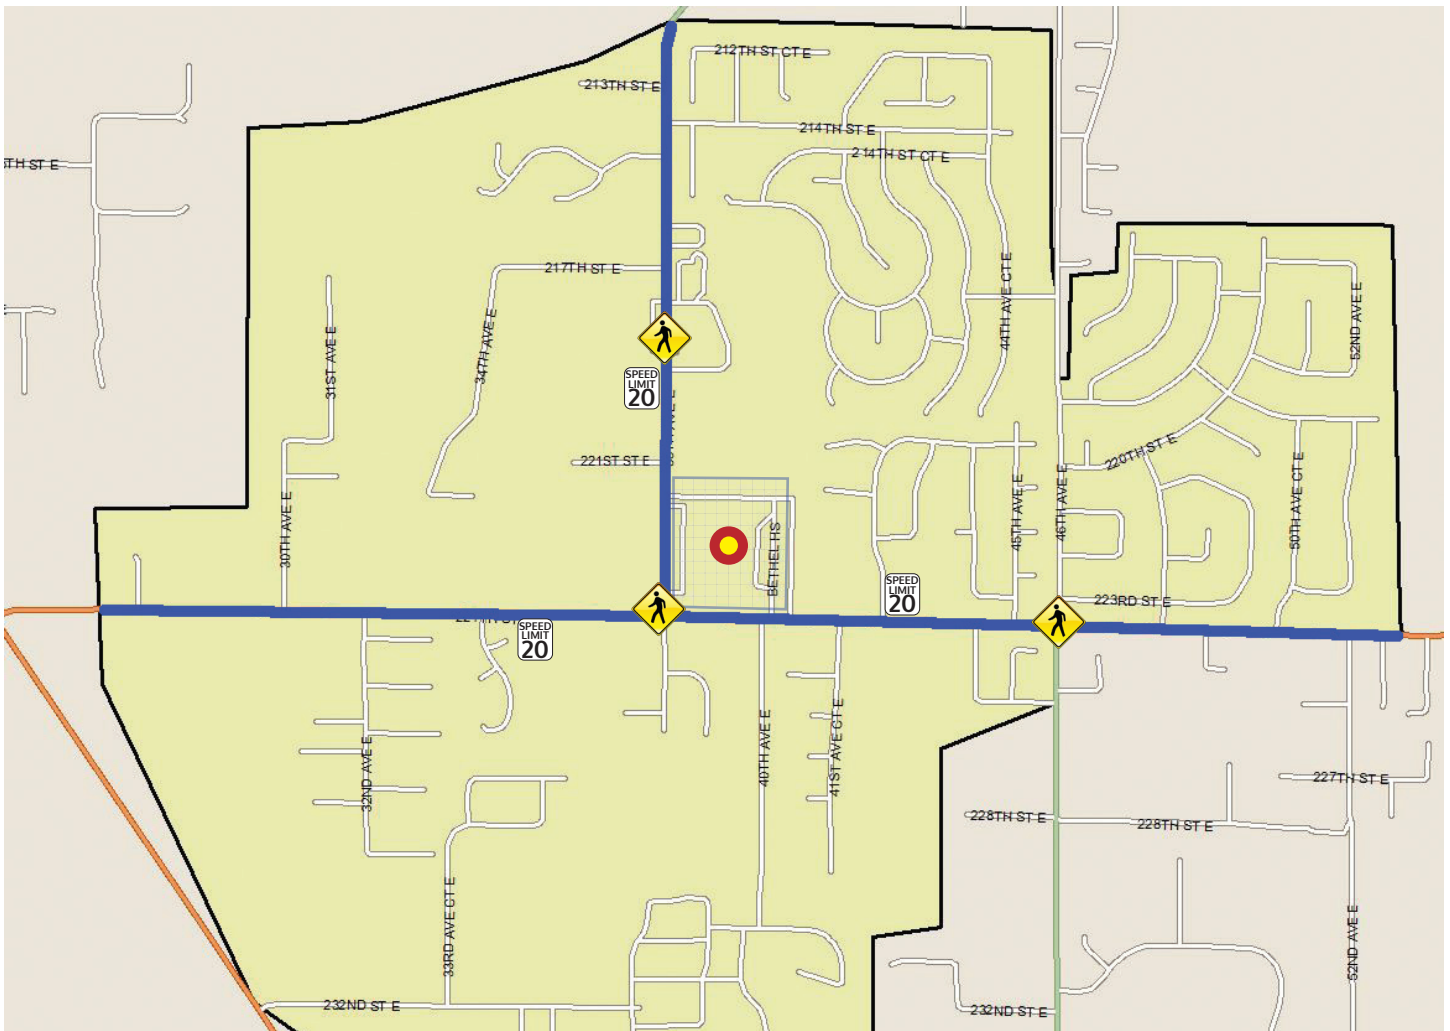 212TH ST CT E
213TH ST E
214TH ST E
214TH ST CT E
TH ST E
217TH ST E
31ST AVE E
34TH AVE E
44TH AVE CT E
52ND AVE E
SPEED
LIMIT
20
AVE E
220TH ST E
221ST ST E
30TH AVE E
45TH AVE E
46TH AVE E
50TH AVE CT E
BETHEL HS
SPEED
LIMIT
20
223RD ST E
SPEED
LIMIT
20
32ND AVE E
40TH AVE E
41ST AVE CT E
227TH ST E
228TH ST E
228TH ST E
33RD AVE CT E
52ND AVE E
232ND ST E
232ND ST E